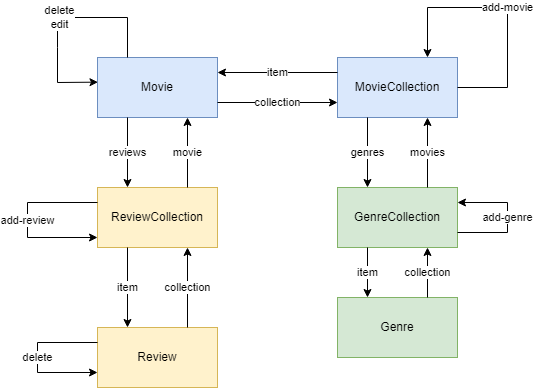 delete
edit
add-movie
item
Movie
MovieCollection
collection
reviews
movie
genres
movies
ReviewCollection
GenreCollection
add-review
add-genre
item
collection
item
collection
Genre
delete
Review